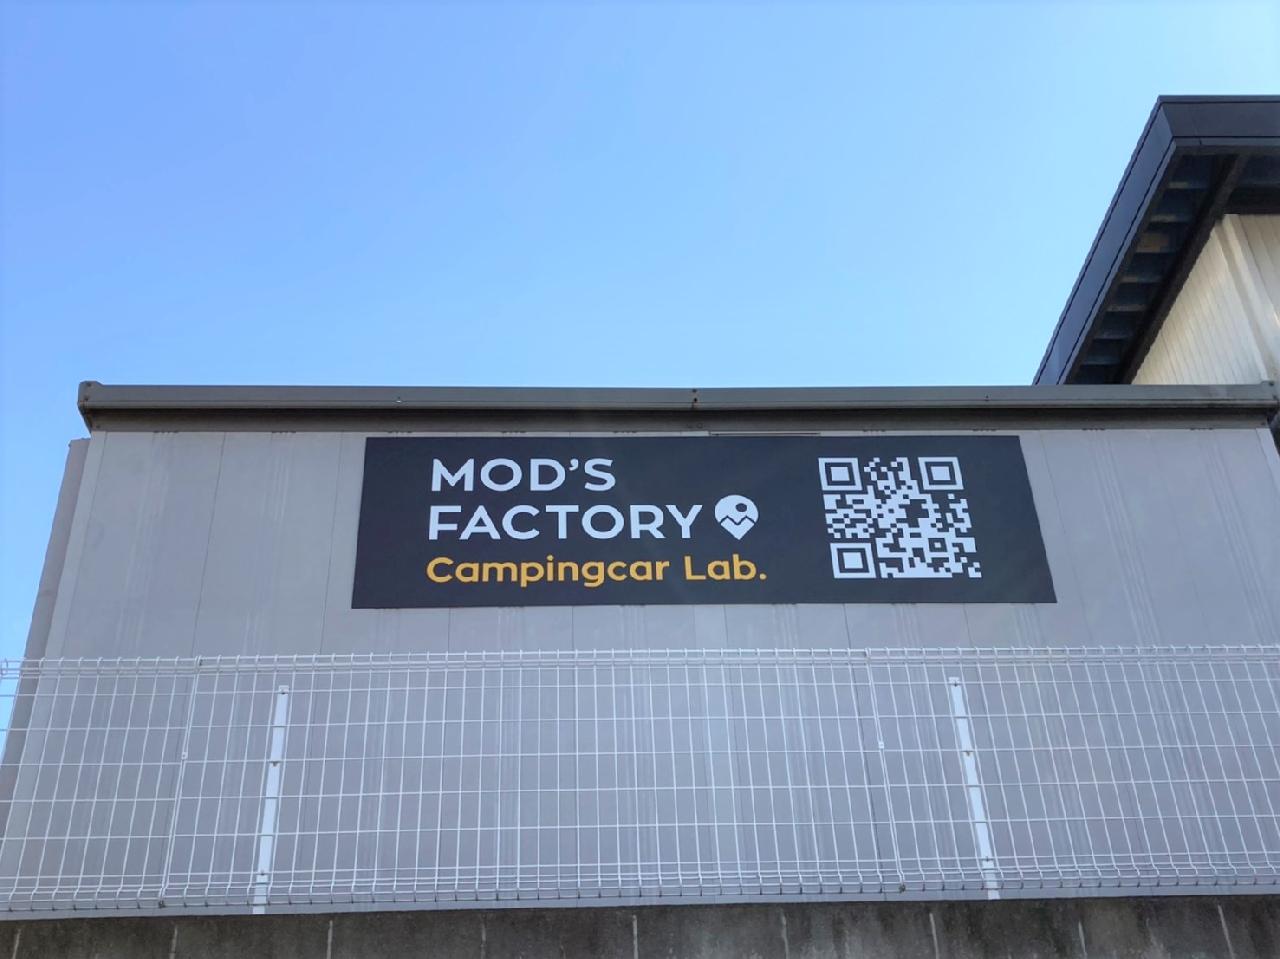 MOD'S
FACTORY
Campingcar Lab.